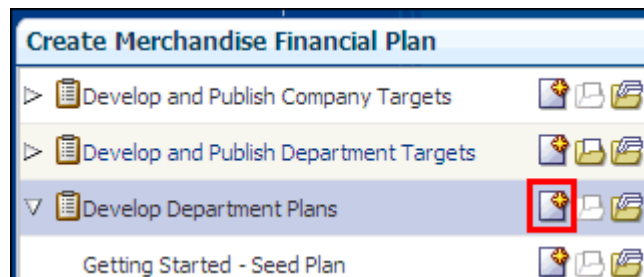 Create Merchandise Financial Plan
Develop and Publish Company Targets
Develop and Publish Department Targets
Develop Department Plans
Getting Started - Seed Plan